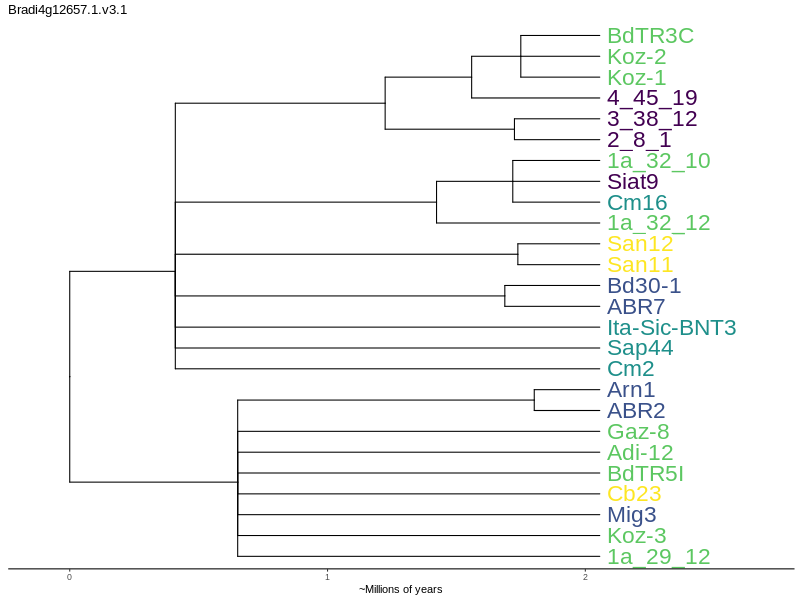 Bradi4g12657.1.v3.1
BdTR3C
Koz-2
Koz-1
4_45_19
3_38_12
2_8_1
1a_32_10
Siat9
Cm16
1a_32_12
San12
San11
Bd30-1
ABR7
Ita-Sic-BNT3
Sap44
Cm2
Arn1
ABR2
Gaz-8
Adi-12
BdTR5I
Cb23
Mig3
Koz-3
1a_29_12
0 1 2
~Millions of years